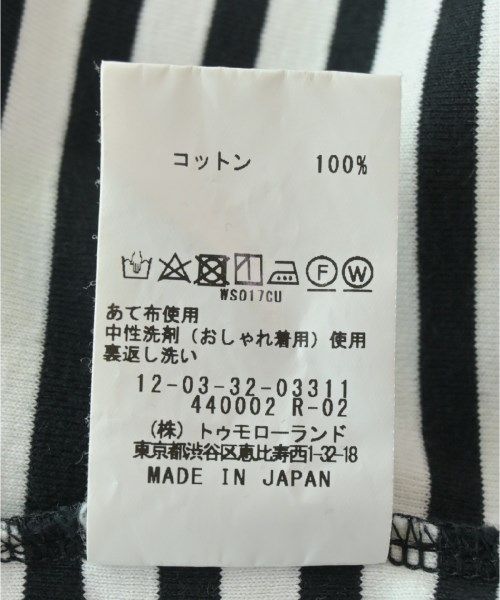 コットン 100%
F W
WS017CU
あて布使用
中性洗剤（おしゃれ着用）使用
裏返し洗い
12-03-32-03311
440002 R-02
（株）トゥモローランド
東京都渋谷区恵比寿西1-32-18
MADE IN JAPAN